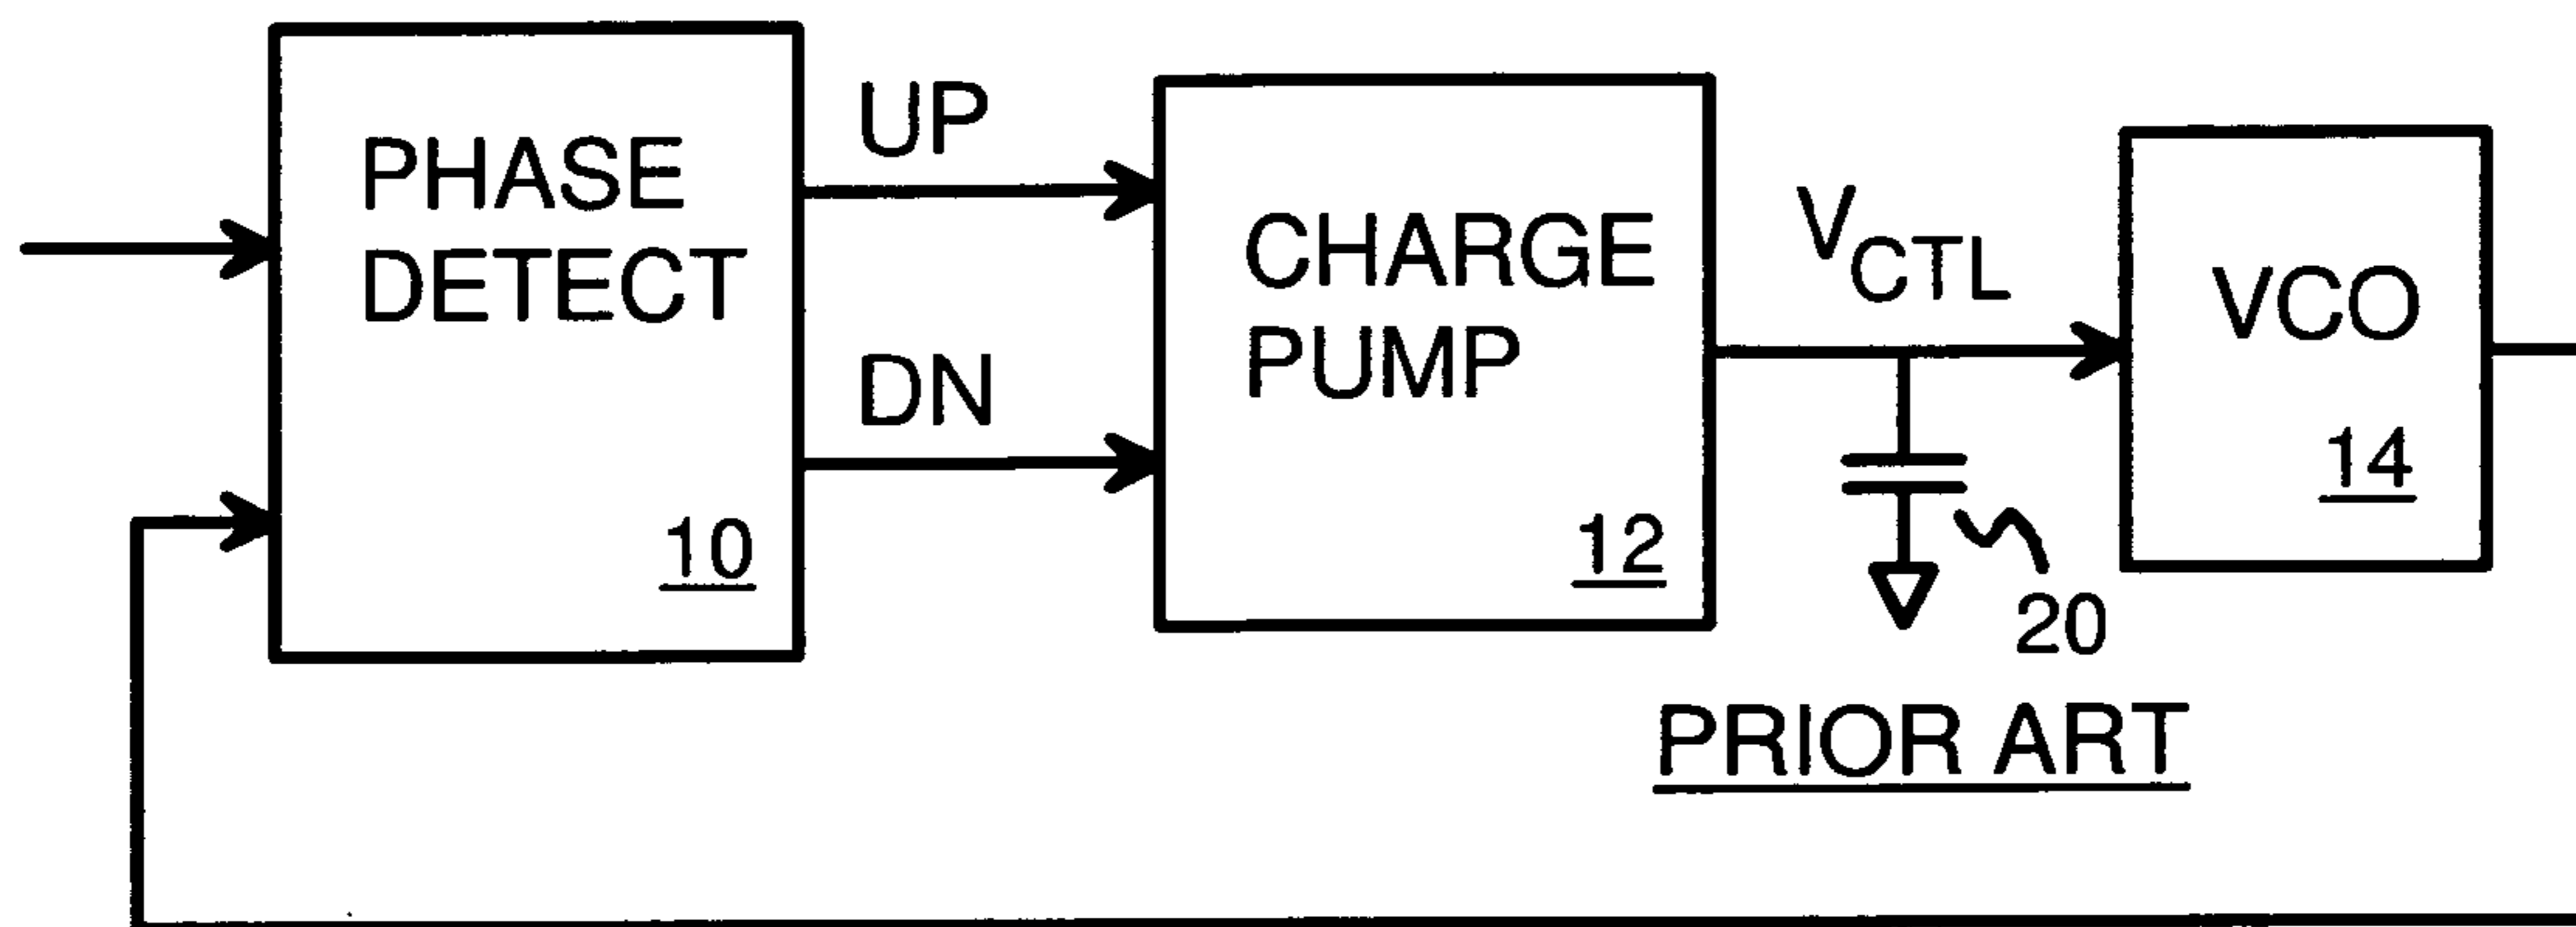 PHASE
DETECT
10
UP
DN
CHARGE
PUMP
12
VCTL
20
VCO
14
PRIOR ART